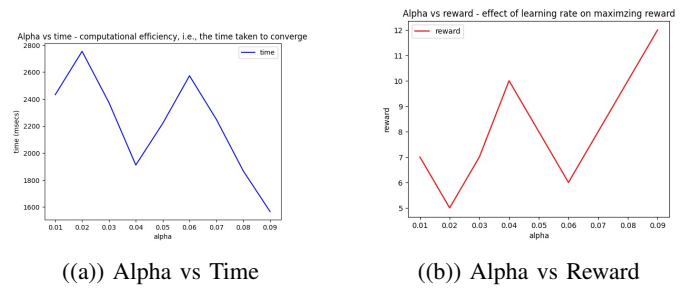 Alpha vs time - computational efficiency, i.e., the time taken to converge
time
2800
2600
2400
2200
2000
1800
1600
time (msecs)
0.01 0.02 0.03 0.04 0.05 0.06 0.07 0.08 0.09
alpha
((a)) Alpha vs Time
Alpha vs reward - effect of learning rate on maximzing reward
reward
12
11
10
9
8
7
6
5
reward
0.01 0.02 0.03 0.04 0.05 0.06 0.07 0.08 0.09
alpha
((b)) Alpha vs Reward